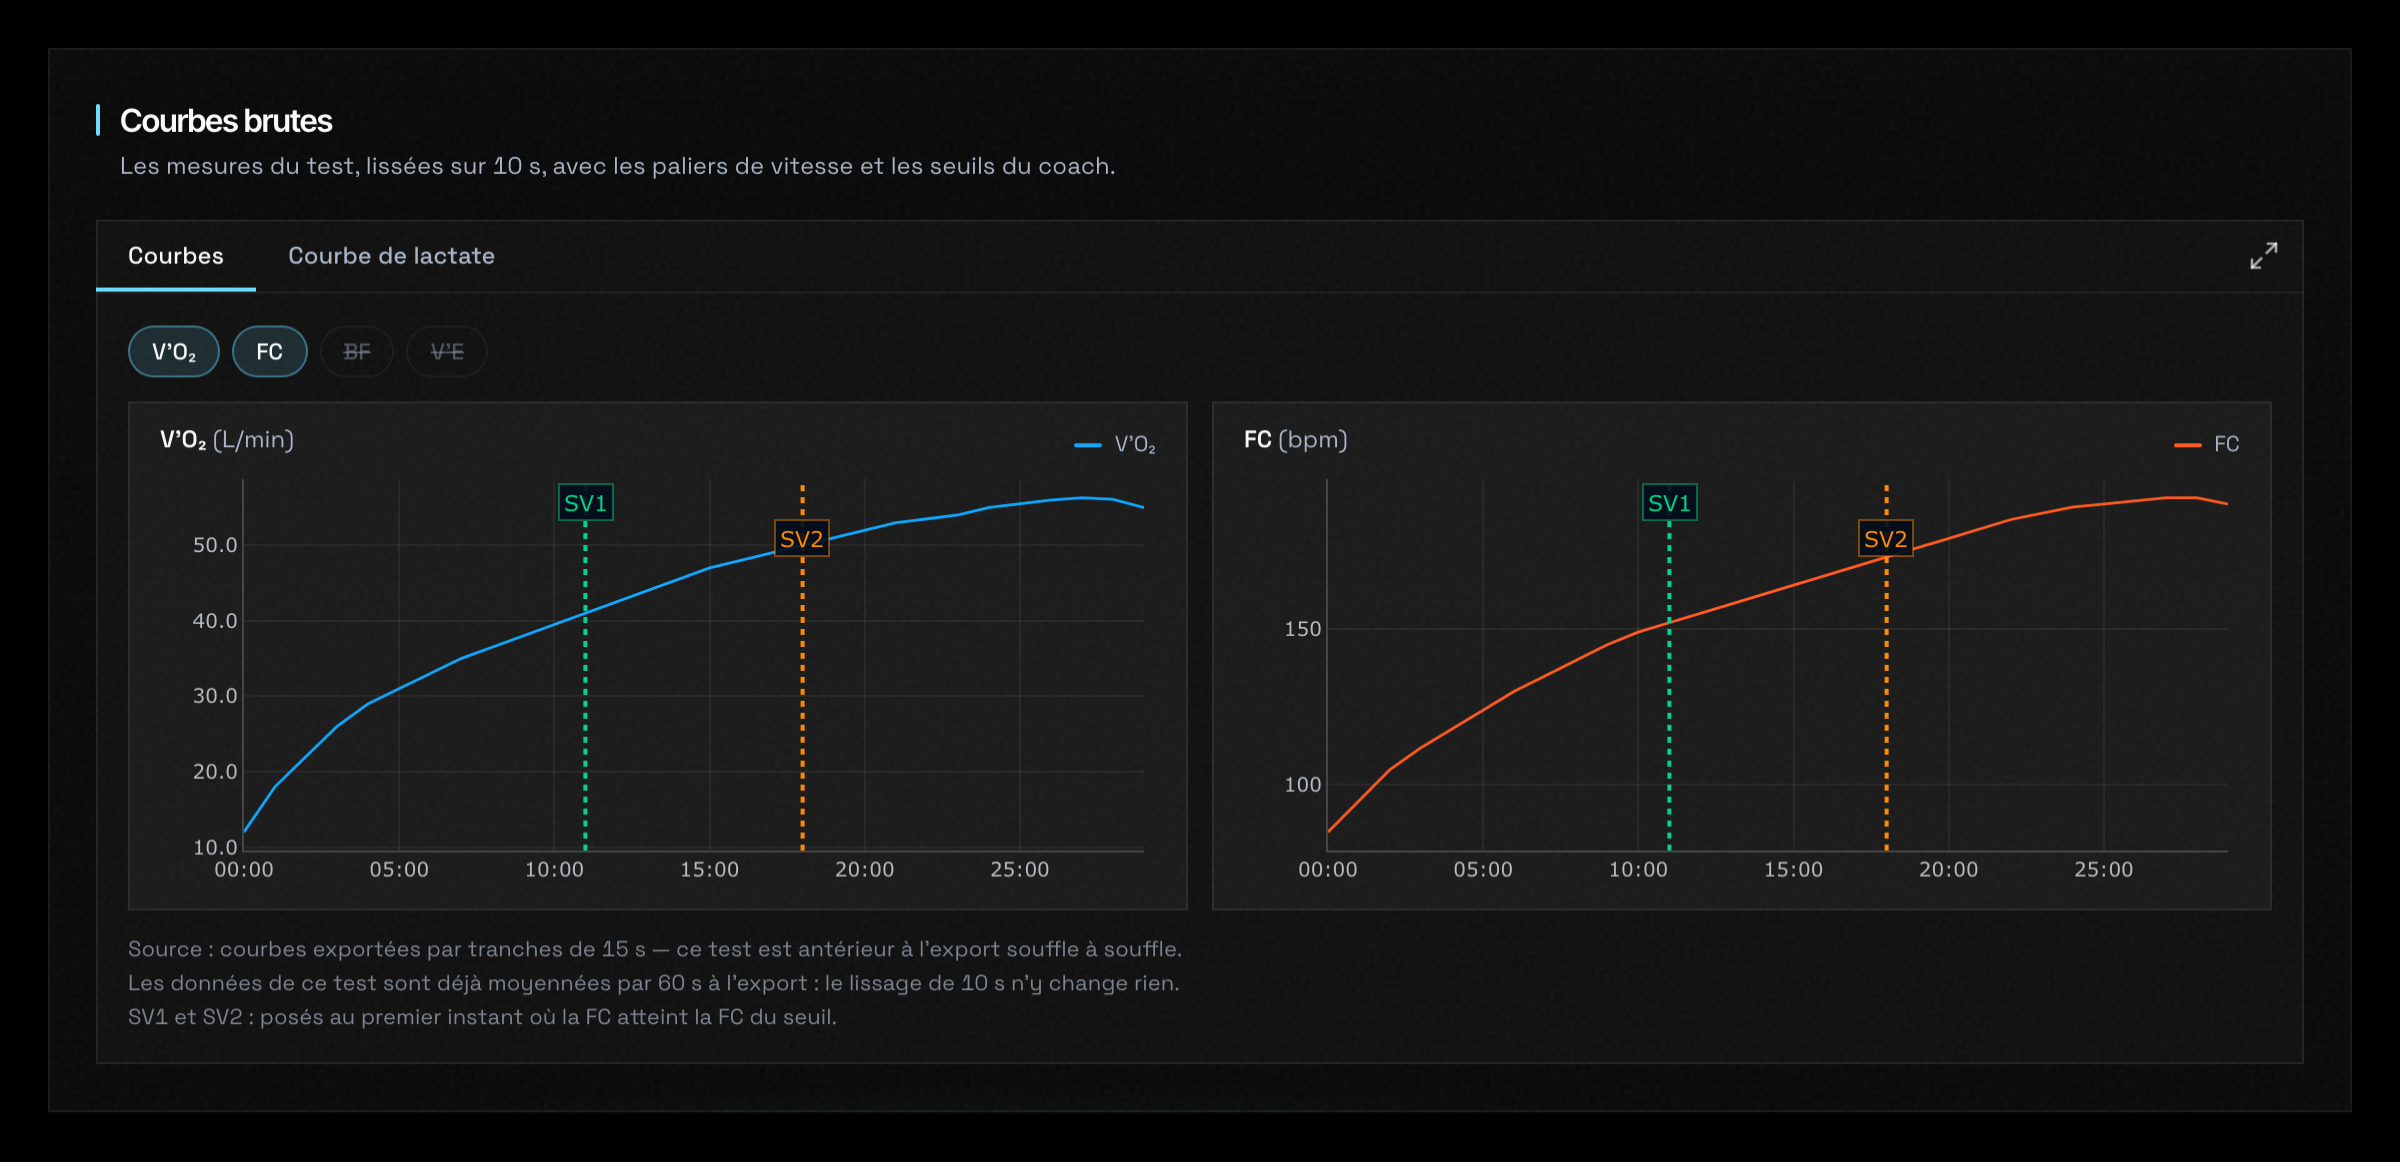 Courbes brutes
Les mesures du test, lissées sur 10 s, avec les paliers de vitesse et les seuils du coach.
Courbes
Courbe de lactate
V’O₂
FC
BF
V’E
V’O₂ (L/min)
V’O₂
SV1
SV2
50.0
40.0
30.0
20.0
10.0
00:00
05:00
10:00
15:00
20:00
25:00
FC (bpm)
FC
SV1
SV2
150
100
00:00
05:00
10:00
15:00
20:00
25:00
Source : courbes exportées par tranches de 15 s — ce test est antérieur à l’export souffle à souffle.
Les données de ce test sont déjà moyennées par 60 s à l’export : le lissage de 10 s n’y change rien.
SV1 et SV2 : posés au premier instant où la FC atteint la FC du seuil.